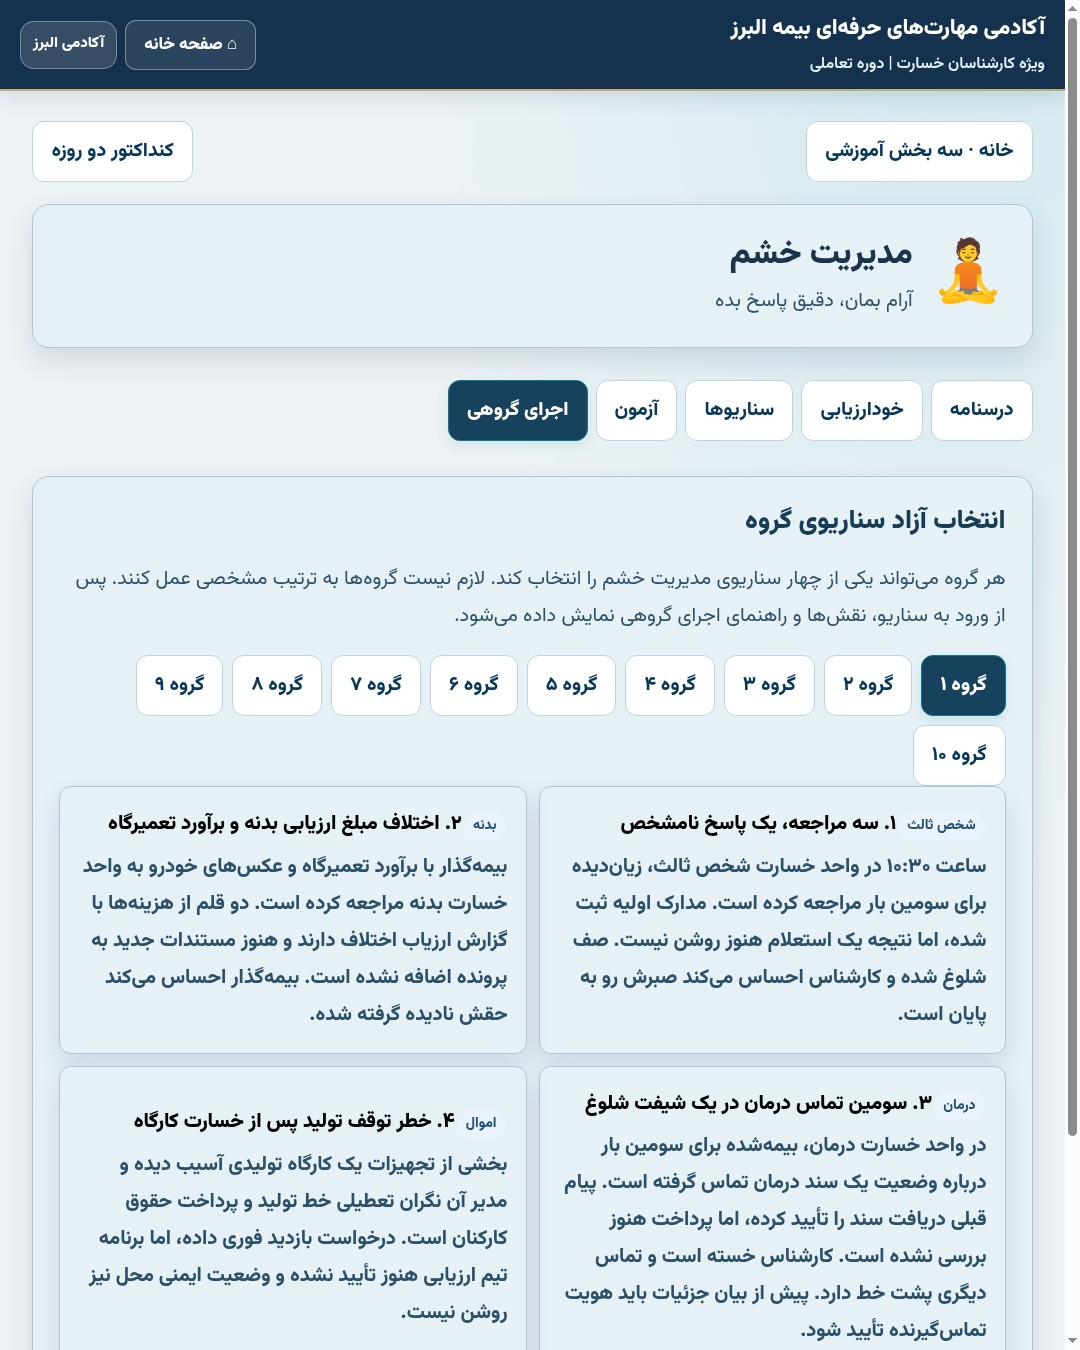 آکادمی مهارت‌های حرفه‌ای بیمه البرز
ویژه کارشناسان خسارت | دوره تعاملی
⌂ صفحه خانه
آکادمی البرز
خانه · سه بخش آموزشی
کنداکتور دو روزه
مدیریت خشم
آرام بمان، دقیق پاسخ بده
درسنامه
خودارزیابی
سناریوها
آزمون
اجرای گروهی
انتخاب آزاد سناریوی گروه
هر گروه می‌تواند یکی از چهار سناریوی مدیریت خشم را انتخاب کند. لازم نیست گروه‌ها به ترتیب مشخصی عمل کنند. پس
از ورود به سناریو، نقش‌ها و راهنمای اجرای گروهی نمایش داده می‌شود.
گروه ۱
گروه ۲
گروه ۳
گروه ۴
گروه ۵
گروه ۶
گروه ۷
گروه ۸
گروه ۹
گروه ۱۰
شخص ثالث ۱. سه مراجعه، یک پاسخ نامشخص
ساعت ۱۰:۳۰ در واحد خسارت شخص ثالث، زیان‌دیده
برای سومین بار مراجعه کرده است. مدارک اولیه ثبت
شده، اما نتیجه یک استعلام هنوز روشن نیست. صف
شلوغ شده و کارشناس احساس می‌کند صبرش رو به
پایان است.
بدنه ۲. اختلاف مبلغ ارزیابی بدنه و برآورد تعمیرگاه
بیمه‌گذار با برآورد تعمیرگاه و عکس‌های خودرو به واحد
خسارت بدنه مراجعه کرده است. دو قلم از هزینه‌ها با
گزارش ارزیاب اختلاف دارند و هنوز مستندات جدید به
پرونده اضافه نشده است. بیمه‌گذار احساس می‌کند
حقش نادیده گرفته شده.
درمان ۳. سومین تماس درمان در یک شیفت شلوغ
در واحد خسارت درمان، بیمه‌شده برای سومین بار
درباره وضعیت یک سند درمان تماس گرفته است. پیام
قبلی دریافت سند را تأیید کرده، اما پرداخت هنوز
بررسی نشده است. کارشناس خسته است و تماس
دیگری پشت خط دارد. پیش از بیان جزئیات باید هویت
تماس‌گیرنده تأیید شود.
اموال ۴. خطر توقف تولید پس از خسارت کارگاه
بخشی از تجهیزات یک کارگاه تولیدی آسیب دیده و
مدیر آن نگران تعطیلی خط تولید و پرداخت حقوق
کارکنان است. درخواست بازدید فوری داده، اما برنامه
تیم ارزیابی هنوز تأیید نشده و وضعیت ایمنی محل نیز
روشن نیست.